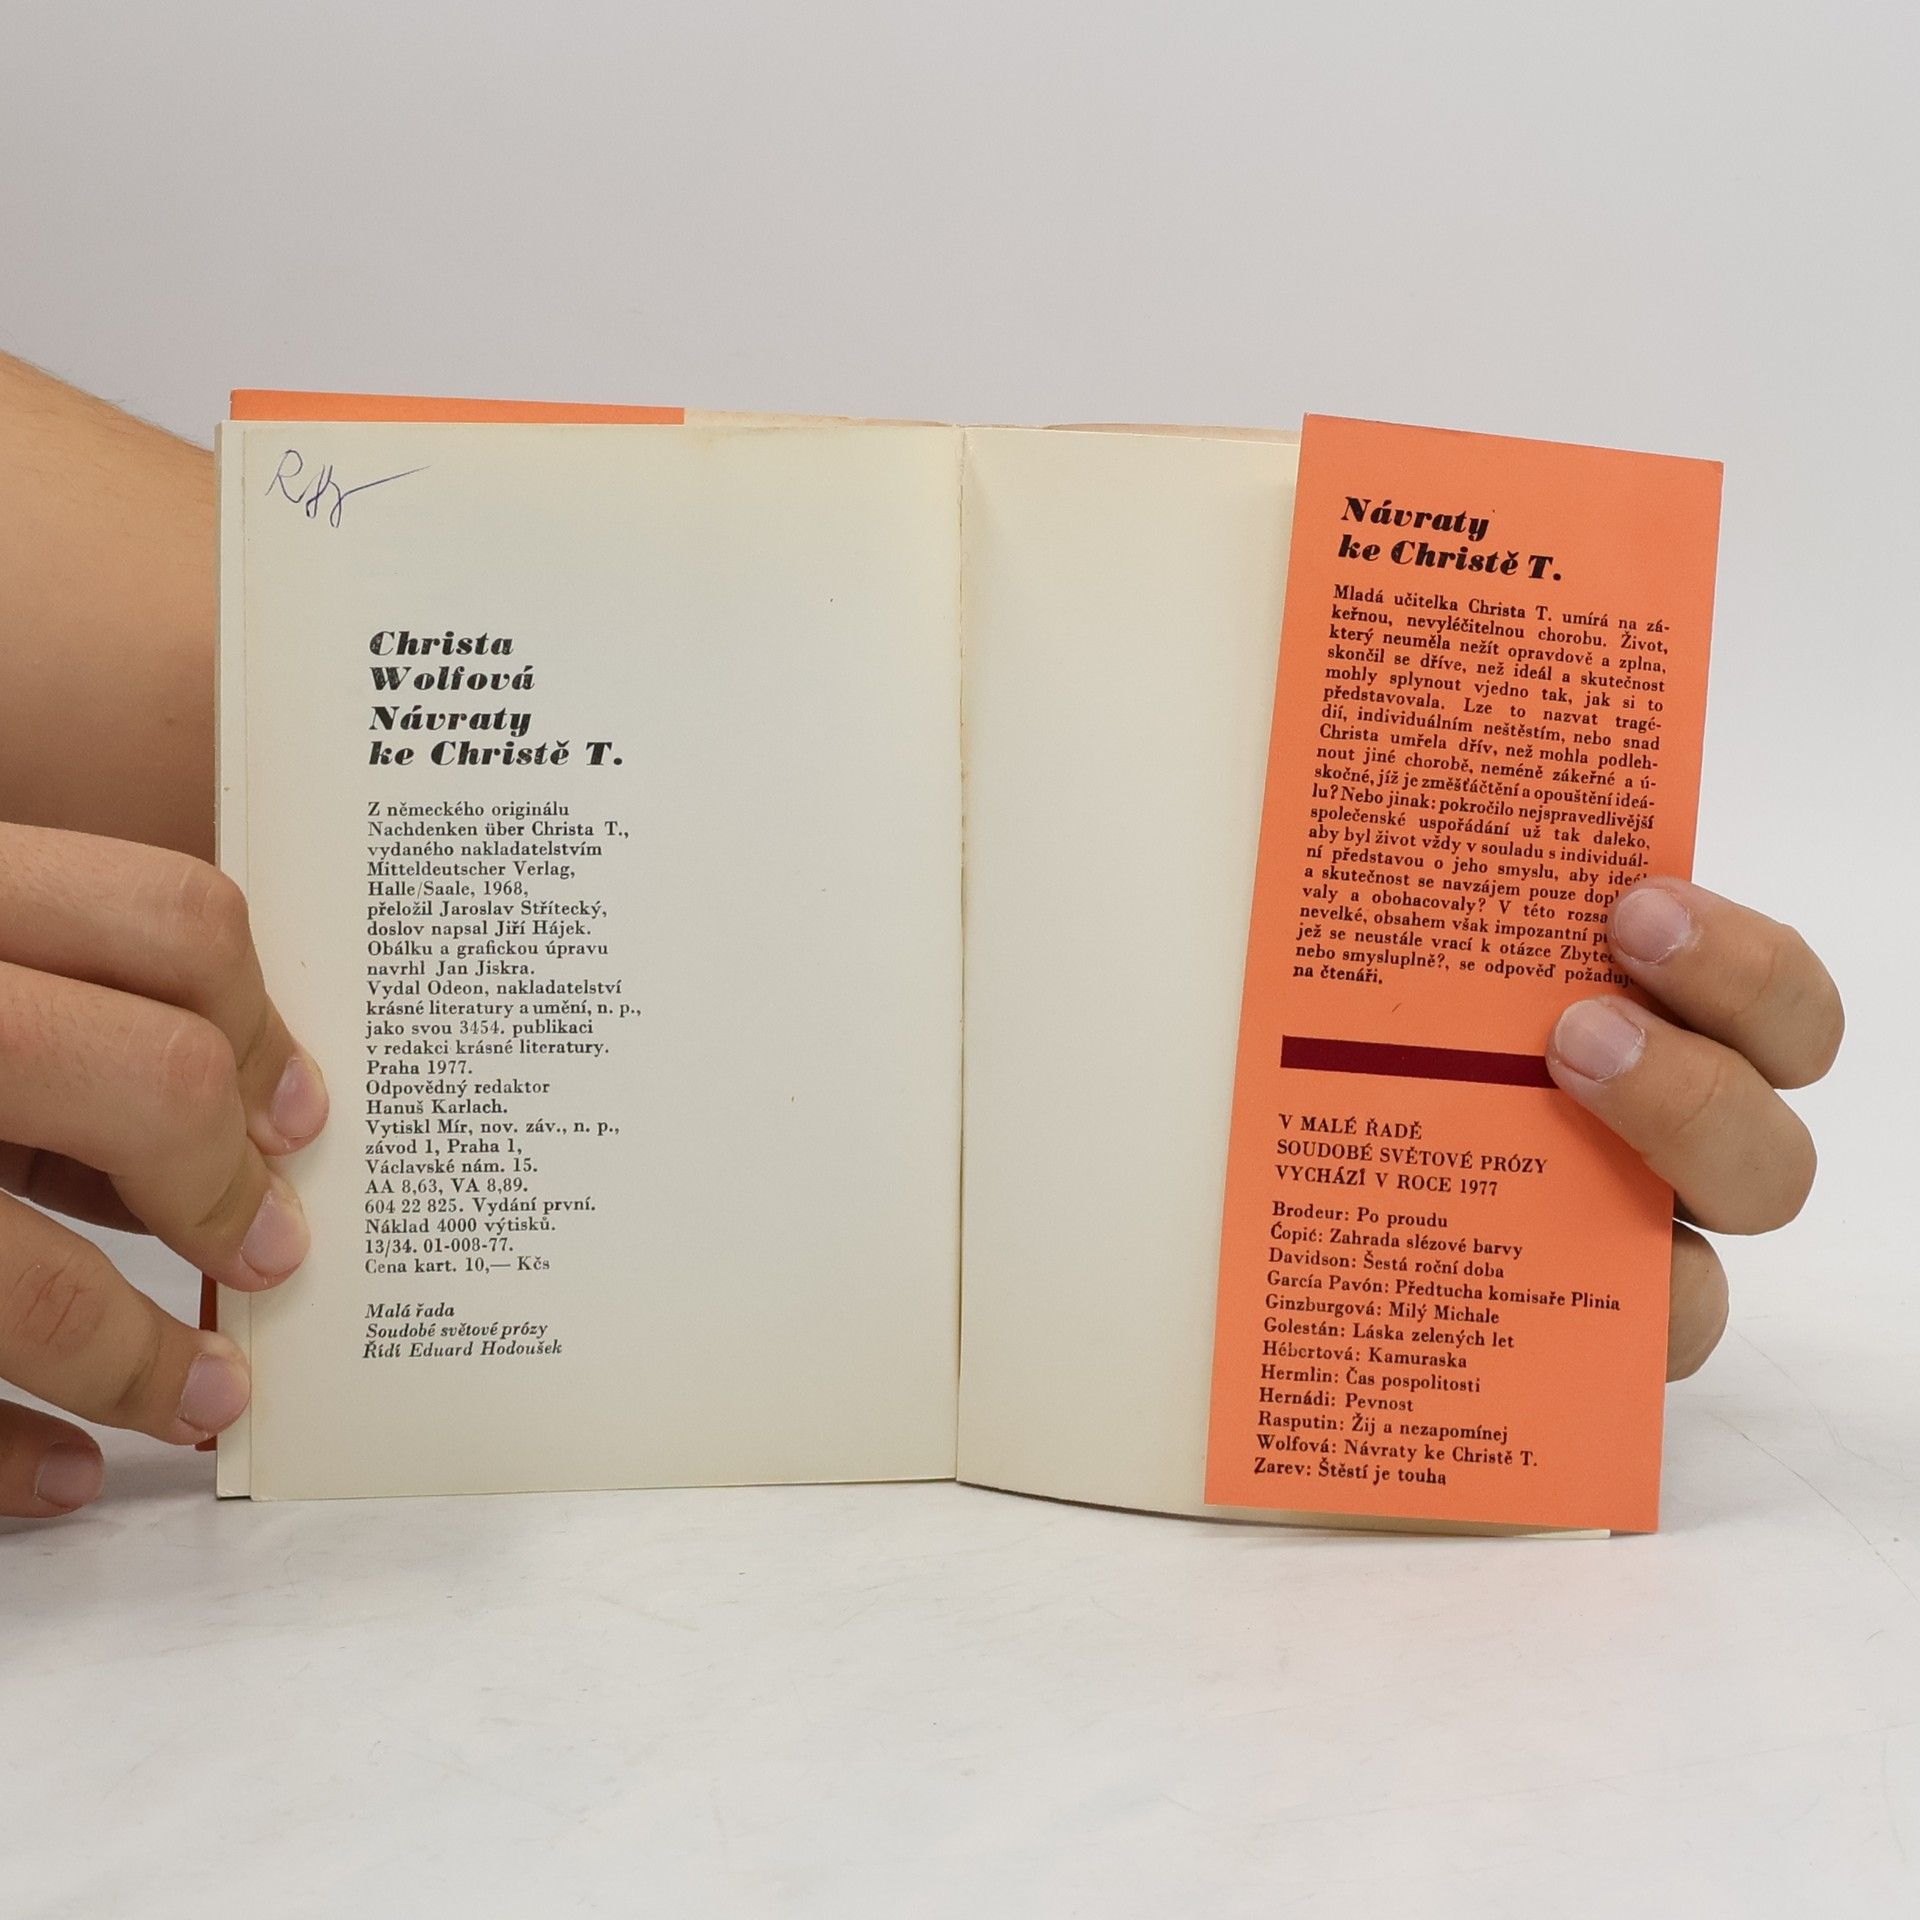 Christa
Wolfová
Návraty
ke Christě T.
Z německého originálu
Nachdenken über Christa T.,
vydaného nakladatelstvím
Mitteldeutscher Verlag,
Halle/Saale, 1968,
přeložil Jaroslav Střítecký,
doslov napsal Jiří Hájek.
Obálku a grafickou úpravu
navrhl Jan Jiskra.
Vydal Odeon, nakladatelství
krásné literatury a umění, n. p.,
jako svou 3454. publikaci
v redakci krásné literatury.
Praha 1977.
Odpovědný redaktor
Hanuš Karlach.
Vytiskl Mír, nov. záv., n. p.,
závod 1, Praha 1,
Václavské nám. 15.
AA 8,63, VA 8,89.
604 22 825. Vydání první.
Náklad 4000 výtisků.
13/34. 01-008-77.
Cena kart. 10,— Kčs
Malá řada
Soudobé světové prózy
Řídí Eduard Hodoušek
Návraty
ke Christě T.
Mladá učitelka Christa T. umírá na zá-
keřnou, nevyléčitelnou chorobu. Život,
který neuměla nežít opravdově a zplna,
skončil se dříve, než ideál a skutečnost
mohly splynout vjedno tak, jak si to
představovala. Lze to nazvat tragé-
dií, individuálním neštěstím, nebo snad
Christa umřela dřív, než mohla podleh-
nout jiné chorobě, neméně zákeřné a ú-
skočné, jíž je změšťáčtění a opouštění ideá-
lu? Nebo jinak: pokročilo nejspravedlivější
společenské uspořádání už tak daleko,
aby byl život vždy v souladu s individuál-
ní představou o jeho smyslu, aby
a skutečnost se navzájem pouze
valy a obohacovaly? V této
nevelké, obsahem však impozantní
jež se neustále vrací k otázce
nebo smysluplně?, se odpověď
na čtenáři.
V MALÉ ŘADĚ
SOUDOBÉ SVĚTOVÉ PRÓZY
VYCHÁZÍ V ROCE 1977
Brodeur: Po proudu
Ćopić: Zahrada slézové barvy
Davidson: Šestá roční doba
García Pavón: Předtucha komisaře Plinia
Ginzburgová: Milý Michale
Golestán: Láska zelených let
Hébertová: Kamuraska
Hermlin: Čas pospolitosti
Hernádi: Pevnost
Rasputin: Žij a nezapomínej
Wolfová: Návraty ke Christě T.
Zarev: Štěstí je touha